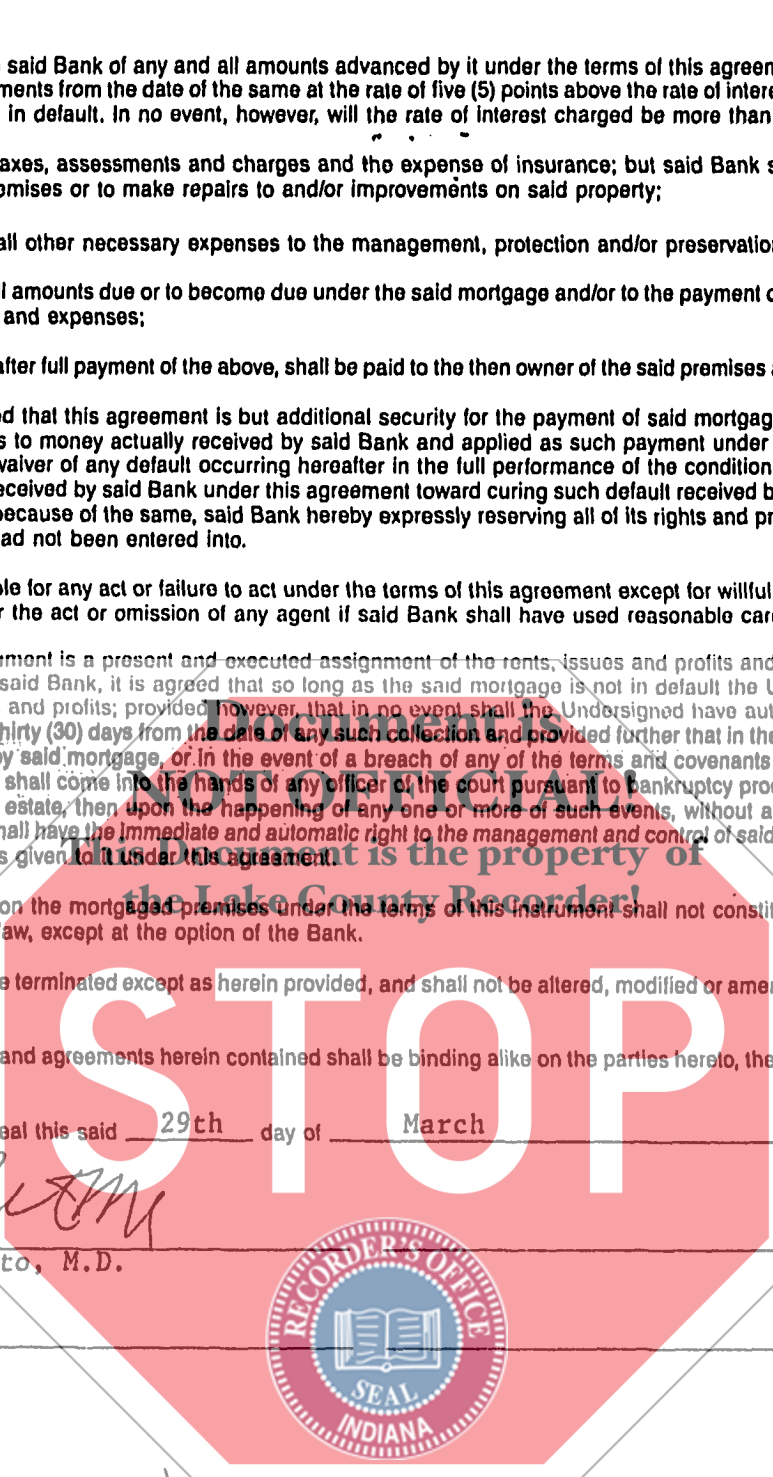 said Bank of any and all amounts advanced by it under the terms of this agreem
ments from the date of the same at the rate of five (5) points above the rate of intere
in default. In no event, however, will the rate of interest charged be more than
axes, assessments and charges and the expense of insurance; but said Bank s
omises or to make repairs to and/or improvements on said property;
all other necessary expenses to the management, protection and/or preservation
l amounts due or to become due under the said mortgage and/or to the payment o
and expenses;
after full payment of the above, shall be paid to the then owner of the said premises a
ed that this agreement is but additional security for the payment of said mortgag
s to money actually received by said Bank and applied as such payment under
waiver of any default occurring hereafter in the full performance of the condition
eceived by said Bank under this agreement toward curing such default received b
because of the same, said Bank hereby expressly reserving all of its rights and pr
ad not been entered into.
ble for any act or failure to act under the terms of this agreement except for willful
r the act or omission of any agent if said Bank shall have used reasonable care
ment is a present and executed assignment of the rents, issues and profits and
said Bank, it is agreed that so long as the said mortgage is not in default the U
and profits; provided however, that in no event shall the Undersigned have aut
hirty (30) days from the date of any such collection and provided further that in the
by said mortgage, or in the event of a breach of any of the terms and covenants
shall come into the hands of any officer of the court pursuant to bankruptcy proc
estate, then upon the happening of any one or more of such events, without a
hall have the immediate and automatic right to the management and control of said
s given to it under this agreement.
Document is
NOT OFFICIAL!
This Document is the property of
the Lake County Recorder!
on the mortgaged premises under the terms of this instrument shall not constit
aw, except at the option of the Bank.
e terminated except as herein provided, and shall not be altered, modified or amen
and agreements herein contained shall be binding alike on the parties hereto, the
eal this said 29th day of March
STOP
to, M.D.
RECORDER'S OFFICE
SEAL
INDIANA